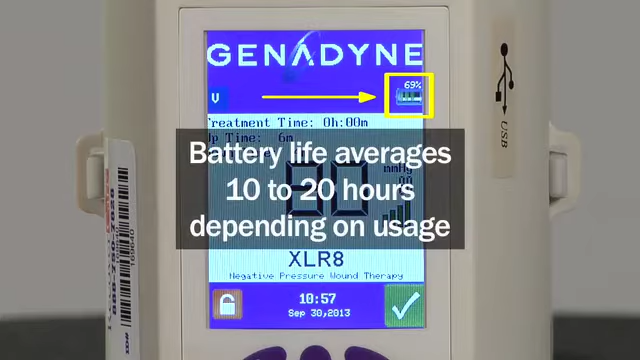 GENADYNE
69%
V
Treatment Time: 0h:00m
Up Time: 6m
Battery life averages
10 to 20 hours
depending on usage
mmHg
80
XLR8
Negative Pressure Wound Therapy
10:57
Sep 30,2013
USB